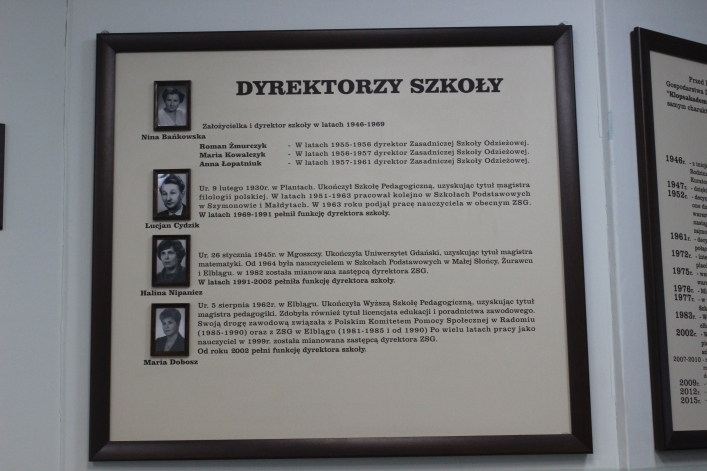 DYREKTORZY SZKOŁY
Założycielka i dyrektor szkoły w latach 1946-1969
Nina Bańkowska
Roman Żmurczyk - W latach 1955-1956 dyrektor Zasadniczej Szkoły Odzieżowej.
Maria Kowalczyk - W latach 1956-1957 dyrektor Zasadniczej Szkoły Odzieżowej.
Anna Łopatniuk - W latach 1957-1961 dyrektor Zasadniczej Szkoły Odzieżowej.
Ur. 9 lutego 1930r. w Plantach. Ukończył Szkołę Pedagogiczną, uzyskując tytuł magistra
filologii polskiej. W latach 1951-1963 pracował kolejno w Szkołach Podstawowych
w Szymonowie i Małdytach. W 1963 roku podjął pracę nauczyciela w obecnym ZSG.
W latach 1969-1991 pełnił funkcję dyrektora szkoły.
Lucjan Cydzik
Ur. 26 stycznia 1945r. w Mgoszczy. Ukończyła Uniwersytet Gdański, uzyskując tytuł magistra
matematyki. Od 1964 była nauczycielem w Szkołach Podstawowych w Małej Słońcy, Żurawcu
i Elblągu. w 1982 została mianowana zastępcą dyrektora ZSG.
W latach 1991-2002 pełniła funkcję dyrektora szkoły.
Halina Nipaniez
Ur. 5 sierpnia 1962r. w Elblągu. Ukończyła Wyższą Szkołę Pedagogiczną, uzyskując tytuł
magistra pedagogiki. Zdobyła również tytuł licencjata edukacji i poradnictwa zawodowego.
Swoją drogę zawodową związała z Polskim Komitetem Pomocy Społecznej w Radomiu
(1985-1990) oraz z ZSG w Elblągu (1981-1985 i od 1990) Po wielu latach pracy jako
nauczyciel w 1999r. została mianowana zastępcą dyrektora ZSG.
Od roku 2002 pełni funkcję dyrektora szkoły.
Maria Dobosz
Przed
Gospodarstwa
samym
1946r. - z
1947r.
1952r.
1961r.
1972r.
1975r.
1976r.
1977r.
1983r.
2002r.
2007-2010
2009r.
2012r.
2015r.